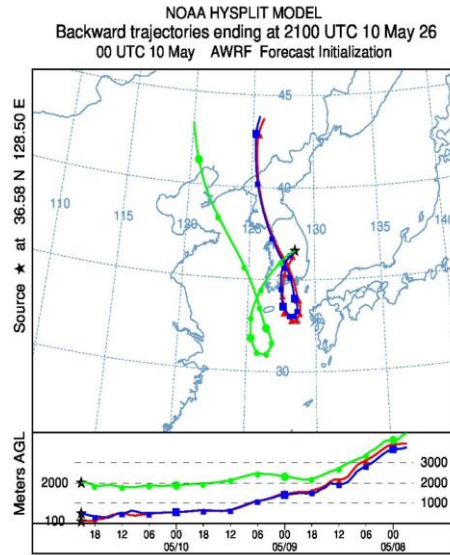 NOAA HYSPLIT MODEL
Backward trajectories ending at 2100 UTC 10 May 26
00 UTC 10 May AWRF Forecast Initialization
Source ★ at 36.58 N 128.50 E
45
40
110
115
120
125
130
135
35
30
Meters AGL
2000
100
3000
2000
1000
18 12 06 00 18 12 06 00 18 12 06 00
05/10 05/09 05/08